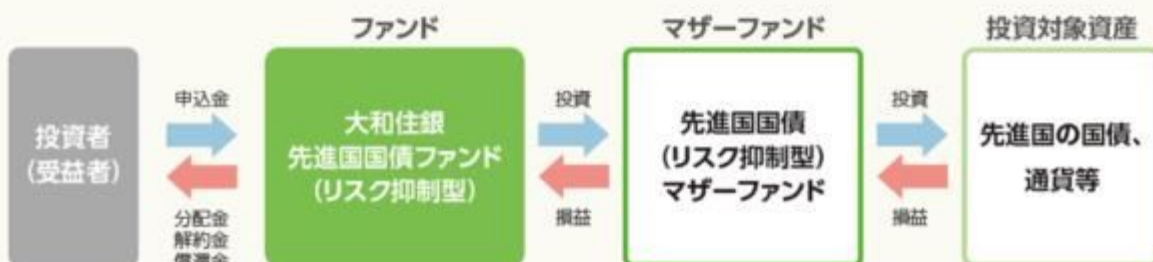 ファンド
マザーファンド
投資対象資産
投資者
(受益者)
申込金
分配金
解約金
償還金
大和住銀
先進国国債ファンド
(リスク抑制型)
投資
損益
先進国国債
(リスク抑制型)
マザーファンド
投資
損益
先進国の国債、
通貨等